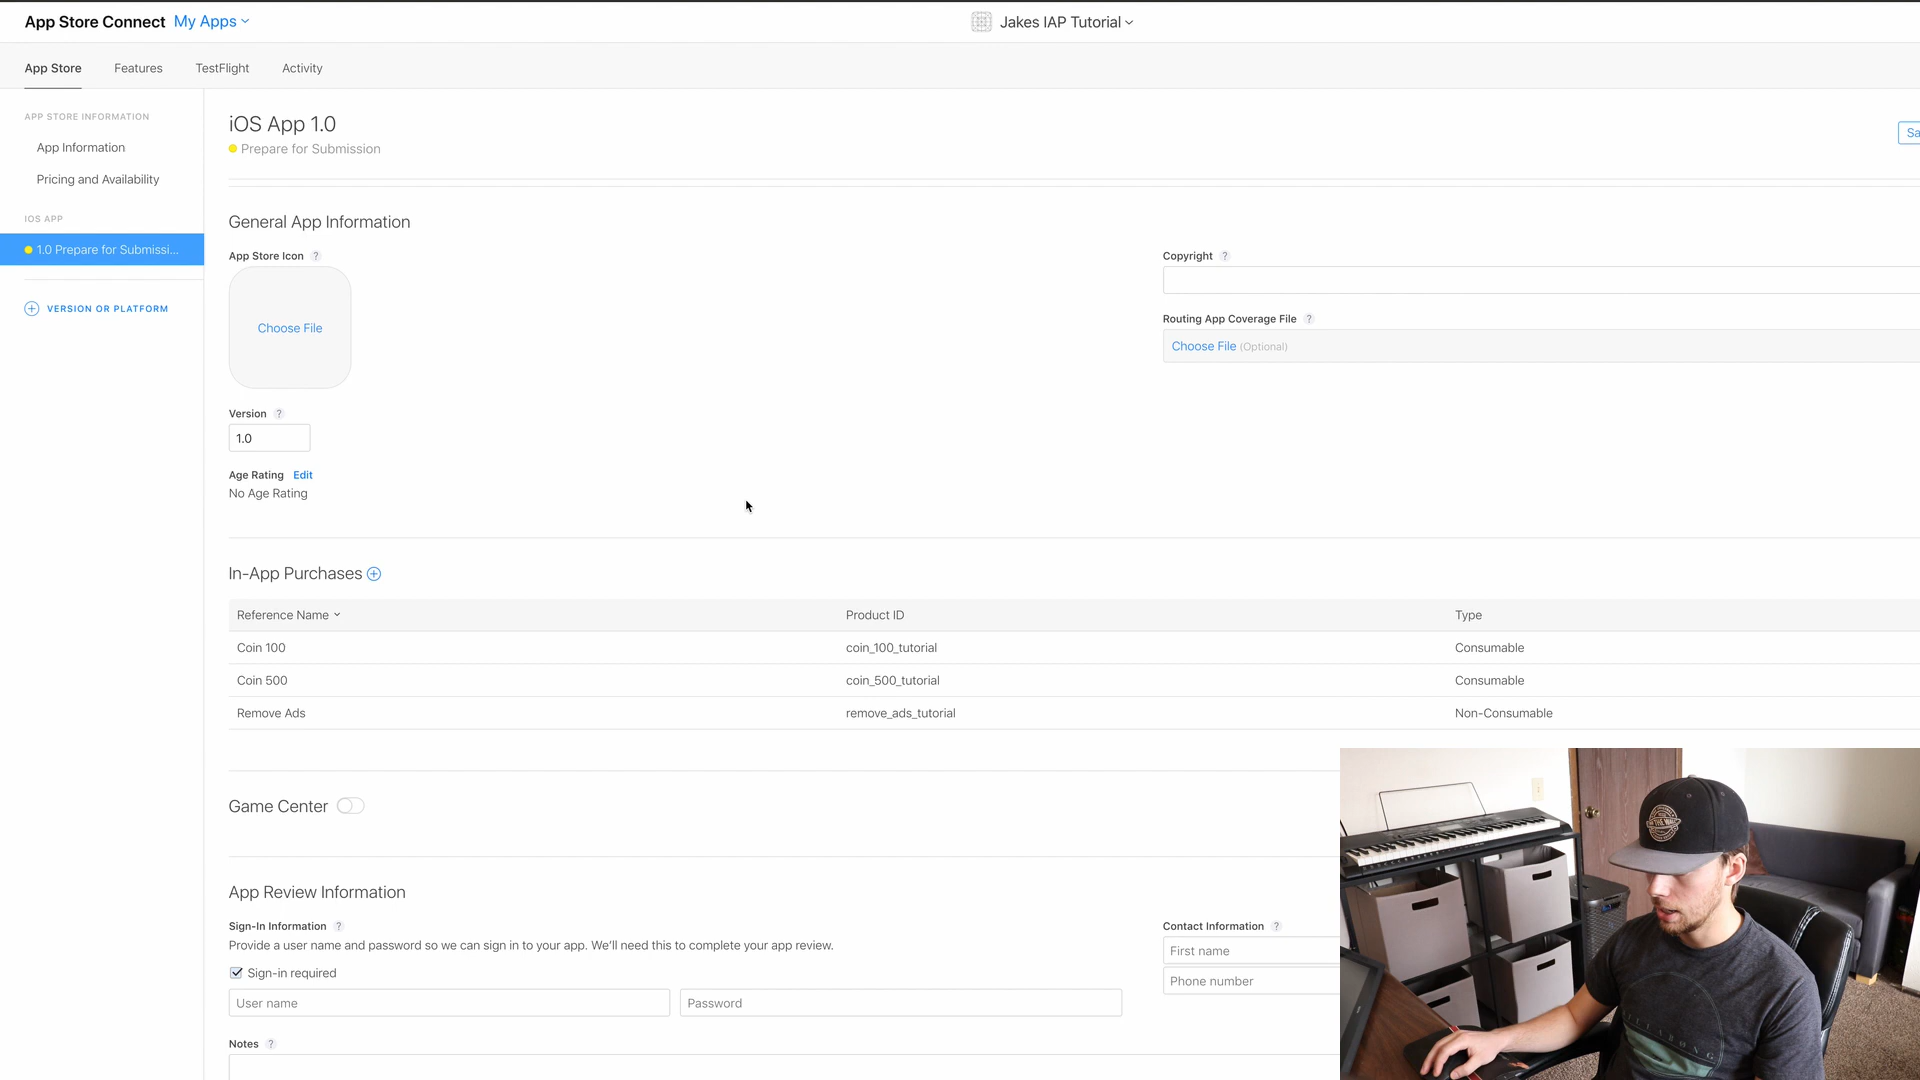 App Store Connect My Apps
Jakes IAP Tutorial
App Store Features TestFlight Activity
APP STORE INFORMATION
App Information
Pricing and Availability
IOS APP
1.0 Prepare for Submissi...
VERSION OR PLATFORM
iOS App 1.0
Prepare for Submission
Sa
General App Information
App Store Icon ?
Choose File
Version ?
1.0
Age Rating Edit
No Age Rating
Copyright ?
Routing App Coverage File ?
Choose File (Optional)
In-App Purchases
Reference Name Product ID Type
Coin 100 coin_100_tutorial Consumable
Coin 500 coin_500_tutorial Consumable
Remove Ads remove_ads_tutorial Non-Consumable
Game Center
App Review Information
Sign-In Information ?
Provide a user name and password so we can sign in to your app. We’ll need this to complete your app review.
Sign-in required
User name Password
Contact Information ?
First name
Phone number
Notes ?